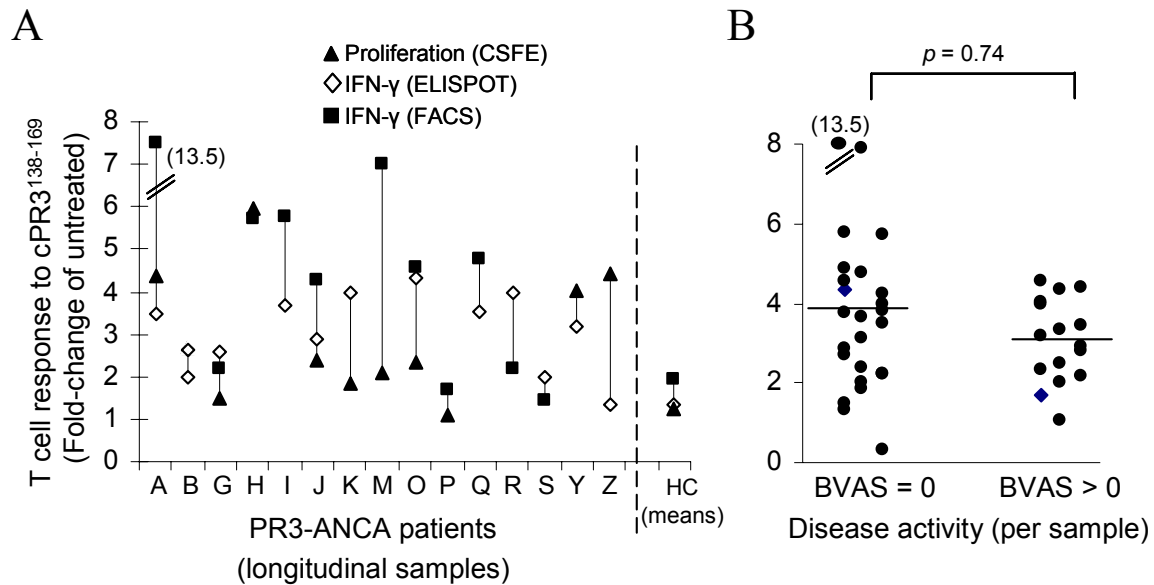 A
▲ Proliferation (CSFE)
◇ IFN-γ (ELISPOT)
■ IFN-γ (FACS)
T cell response to cPR3¹³⁸⁻¹⁶⁹
(Fold-change of untreated)
8
7
6
5
4
3
2
1
0
(13.5)
A B G H I J K M O P Q R S Y Z
HC
(means)
PR3-ANCA patients
(longitudinal samples)
B
p = 0.74
(13.5)
8
6
4
2
0
BVAS = 0 BVAS > 0
Disease activity (per sample)